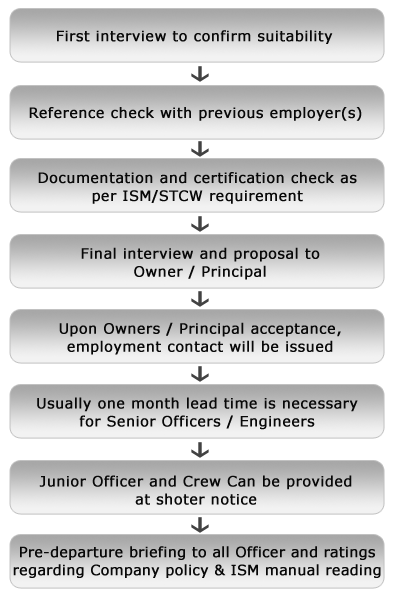 First interview to confirm suitability
Reference check with previous employer(s)
Documentation and certification check as
per ISM/STCW requirement
Final interview and proposal to
Owner / Principal
Upon Owners / Principal acceptance,
employment contact will be issued
Usually one month lead time is necessary
for Senior Officers / Engineers
Junior Officer and Crew Can be provided
at shoter notice
Pre-departure briefing to all Officer and ratings
regarding Company policy & ISM manual reading